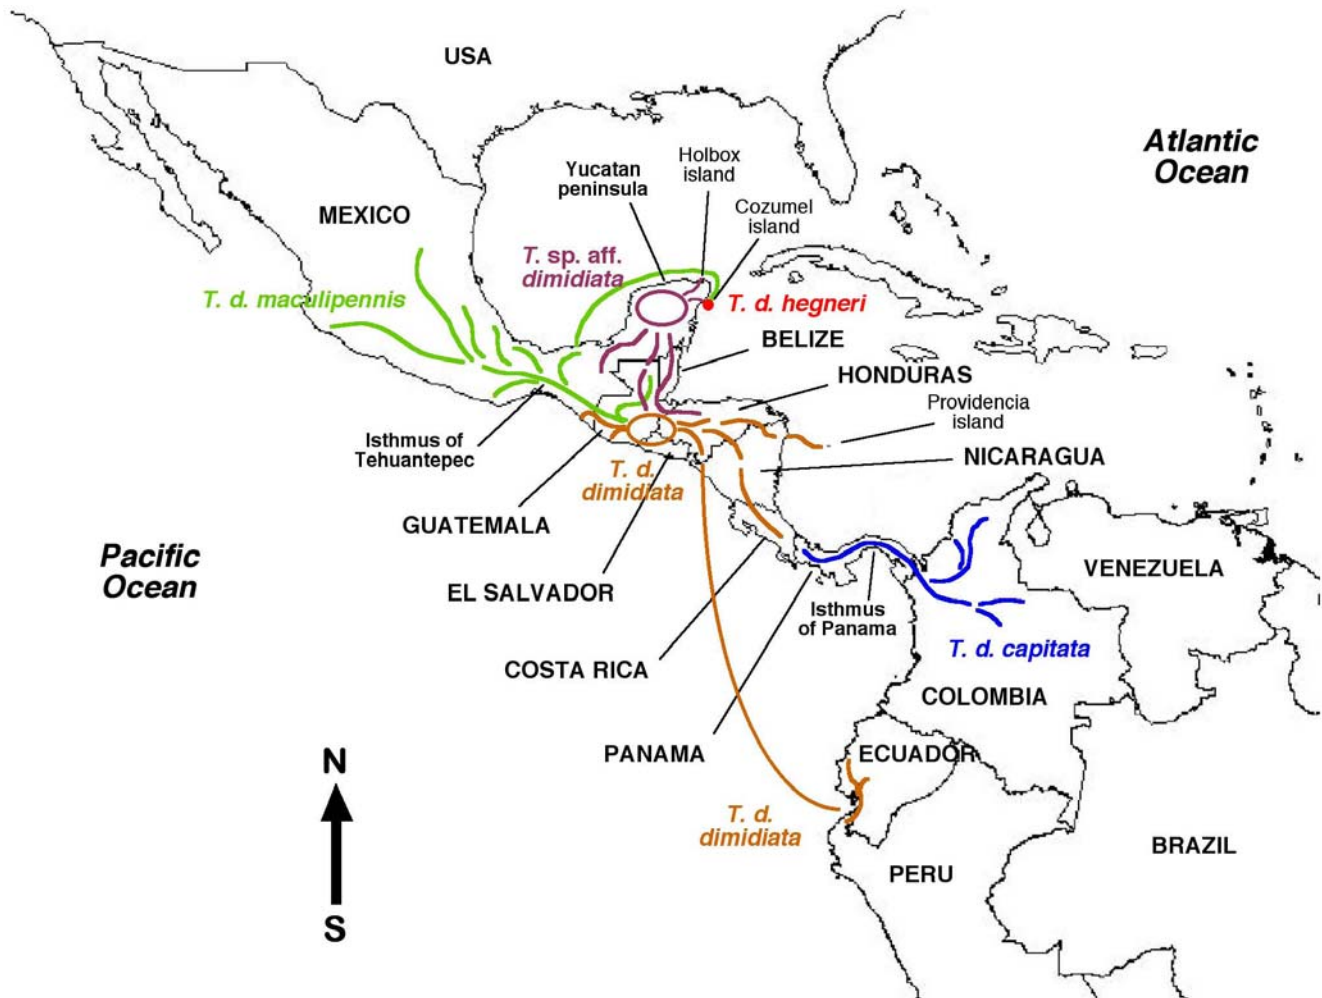 USA
Atlantic
Ocean
Holbox
island
Yucatan
peninsula
Cozumel
island
MEXICO
T. sp. aff.
dimidiata
T. d. maculipennis
T. d. hegneri
BELIZE
HONDURAS
Providencia
island
Isthmus of
Tehuantepec
NICARAGUA
T. d.
dimidiata
GUATEMALA
Pacific
Ocean
VENEZUELA
EL SALVADOR
Isthmus
of Panama
T. d. capitata
COSTA RICA
COLOMBIA
PANAMA
ECUADOR
N
T. d.
dimidiata
BRAZIL
PERU
S